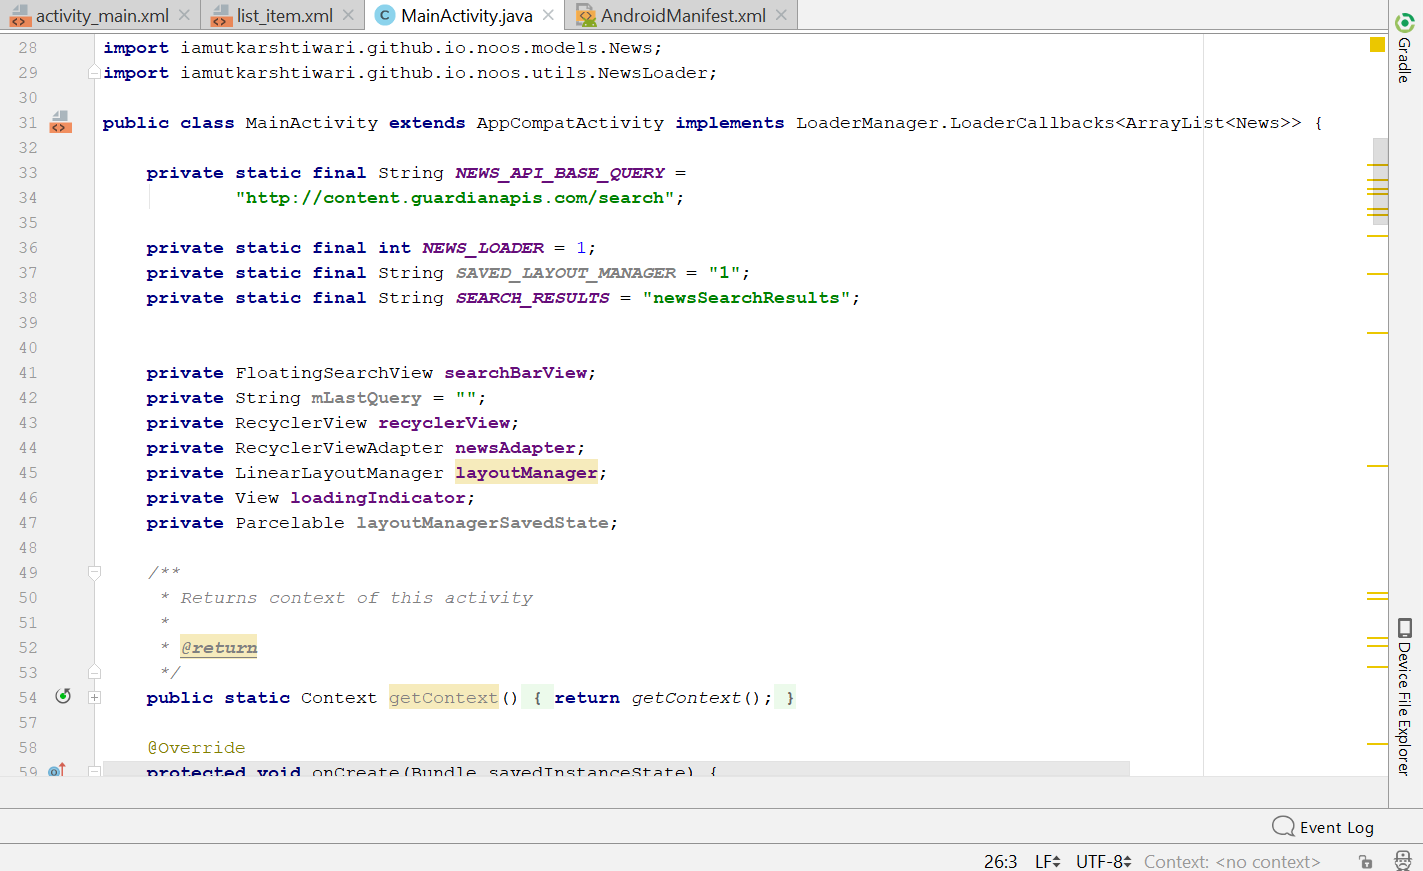 activity_main.xml × list_item.xml × C MainActivity.java × AndroidManifest.xml ×
Gradle
28 import iamutkarshtiwari.github.io.noos.models.News;
29 import iamutkarshtiwari.github.io.noos.utils.NewsLoader;
30
31 public class MainActivity extends AppCompatActivity implements LoaderManager.LoaderCallbacks<ArrayList<News>> {
32
33 private static final String NEWS_API_BASE_QUERY =
34 "http://content.guardianapis.com/search";
35
36 private static final int NEWS_LOADER = 1;
37 private static final String SAVED_LAYOUT_MANAGER = "1";
38 private static final String SEARCH_RESULTS = "newsSearchResults";
39
40
41 private FloatingSearchView searchBarView;
42 private String mLastQuery = "";
43 private RecyclerView recyclerView;
44 private RecyclerViewAdapter newsAdapter;
45 private LinearLayoutManager layoutManager;
46 private View loadingIndicator;
47 private Parcelable layoutManagerSavedState;
48
49 /**
50 * Returns context of this activity
51 *
52 * @return
53 */
54 public static Context getContext() { return getContext(); }
57
58 @Override
59 protected void onCreate(Bundle savedInstanceState) {
Device File Explorer
Event Log
26:3 LF UTF-8 Context: <no context>